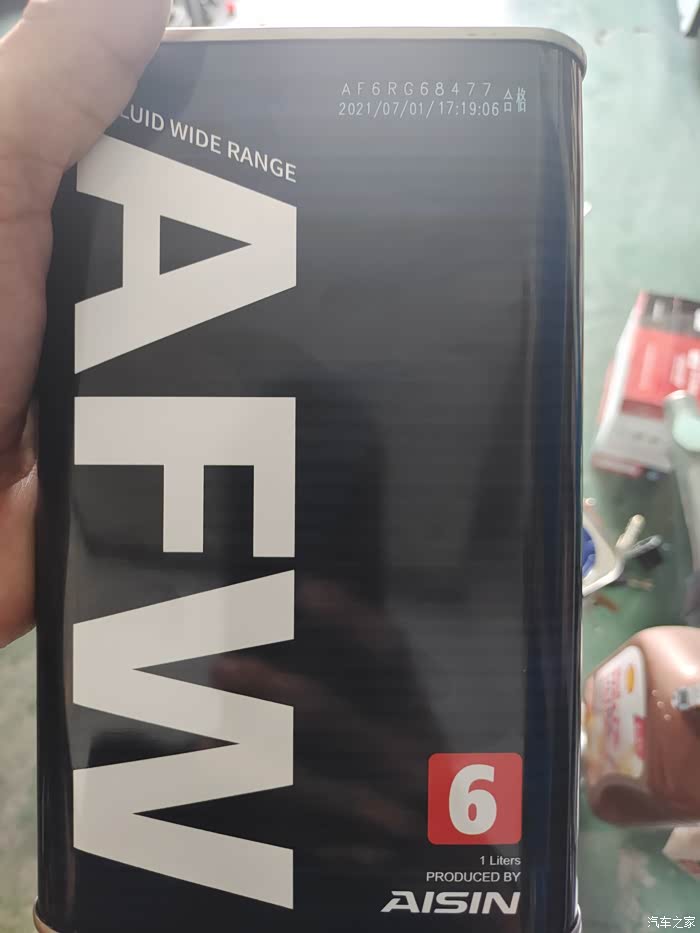 AF6RG68477
2021/07/01/17:19:06 合格
FLUID WIDE RANGE
AFW
6
1 Liters
PRODUCED BY
AISIN
汽车之家